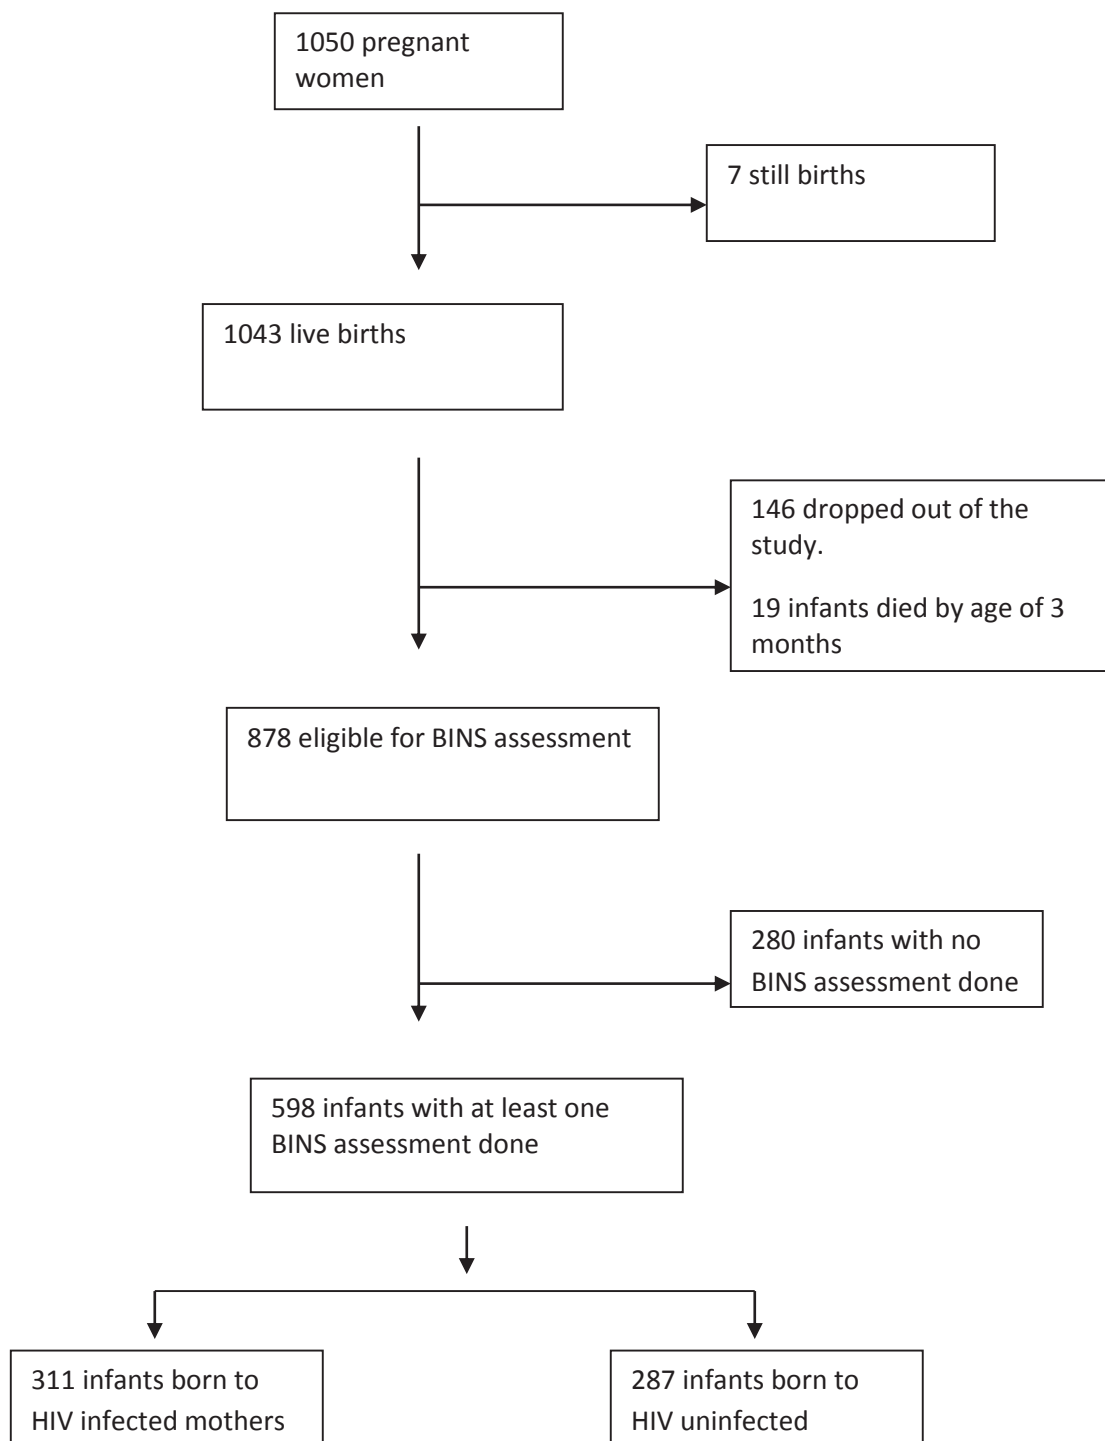 1050 pregnant
women
7 still births
1043 live births
146 dropped out of the
study.
19 infants died by age of 3
months
878 eligible for BINS assessment
280 infants with no
BINS assessment done
598 infants with at least one
BINS assessment done
311 infants born to
HIV infected mothers
287 infants born to
HIV uninfected